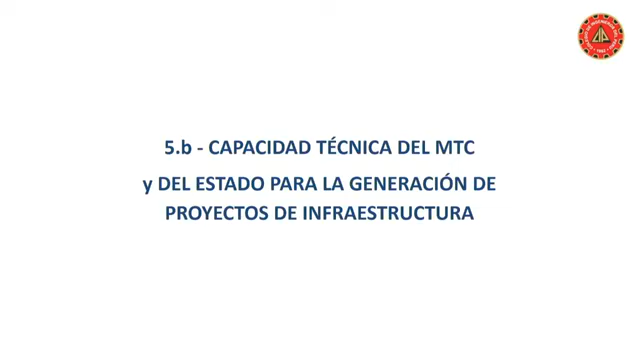 5.b - CAPACIDAD TÉCNICA DEL MTC
y DEL ESTADO PARA LA GENERACIÓN DE
PROYECTOS DE INFRAESTRUCTURA